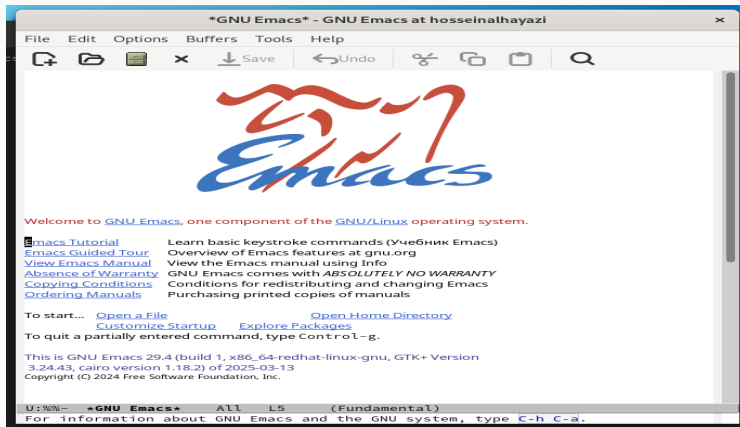 *GNU Emacs* - GNU Emacs at hosseinalhayazi ×
File Edit Options Buffers Tools Help
Save Undo
Emacs
Welcome to GNU Emacs, one component of the GNU/Linux operating system.
Emacs Tutorial Learn basic keystroke commands (Учебник Emacs)
Emacs Guided Tour Overview of Emacs features at gnu.org
View Emacs Manual View the Emacs manual using Info
Absence of Warranty GNU Emacs comes with ABSOLUTELY NO WARRANTY
Copying Conditions Conditions for redistributing and changing Emacs
Ordering Manuals Purchasing printed copies of manuals
To start... Open a File Open Home Directory
Customize Startup Explore Packages
To quit a partially entered command, type Control-g.
This is GNU Emacs 29.4 (build 1, x86_64-redhat-linux-gnu, GTK+ Version
3.24.43, cairo version 1.18.2) of 2025-03-13
Copyright (C) 2024 Free Software Foundation, Inc.
U:%%- *GNU Emacs* All L5 (Fundamental)
For information about GNU Emacs and the GNU system, type C-h C-a.